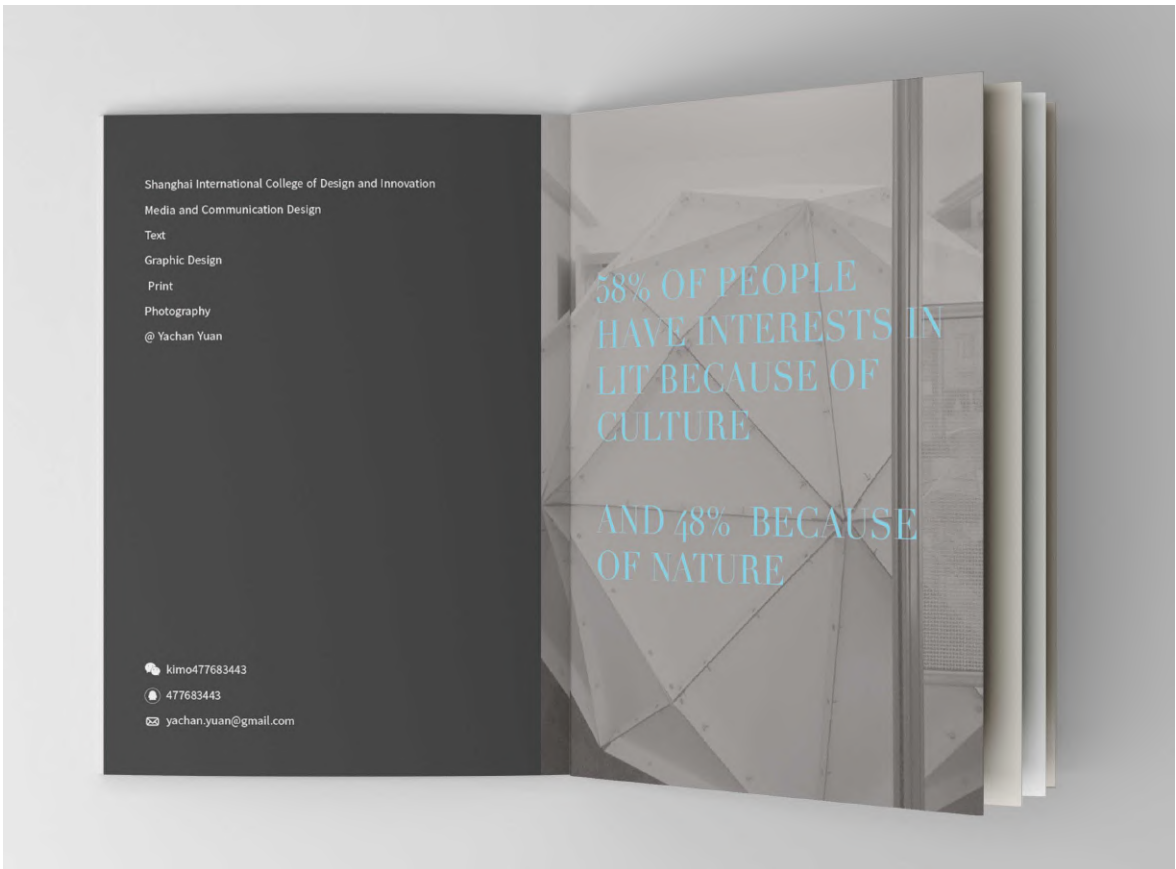 Shanghai International College of Design and Innovation
Media and Communication Design
Text
Graphic Design
Print
Photography
@ Yachan Yuan
kimo477683443
477683443
yachan.yuan@gmail.com
58% OF PEOPLE
HAVE INTERESTS IN
LIT BECAUSE OF
CULTURE
AND 48% BECAUSE
OF NATURE